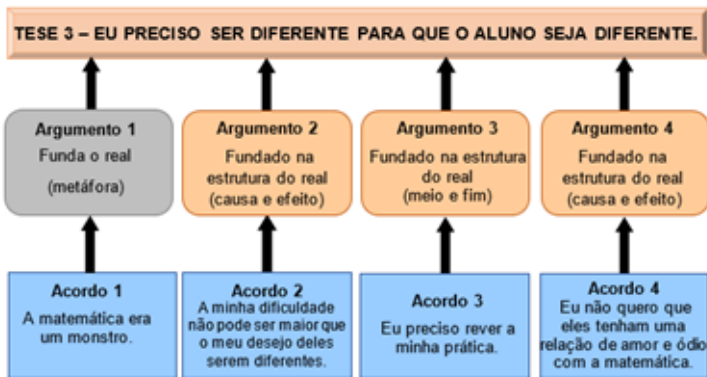 TESE 3 – EU PRECISO SER DIFERENTE PARA QUE O ALUNO SEJA DIFERENTE.
Argumento 1
Funda o real
(metáfora)
Argumento 2
Fundado na
estrutura do real
(causa e efeito)
Argumento 3
Fundado na estrutura
do real
(meio e fim)
Argumento 4
Fundado na
estrutura do real
(causa e efeito)
Acordo 1
A matemática era
um monstro.
Acordo 2
A minha dificuldade
não pode ser maior que
o meu desejo deles
serem diferentes.
Acordo 3
Eu preciso rever a
minha prática.
Acordo 4
Eu não quero que
eles tenham uma
relação de amor e ódio
com a matemática.